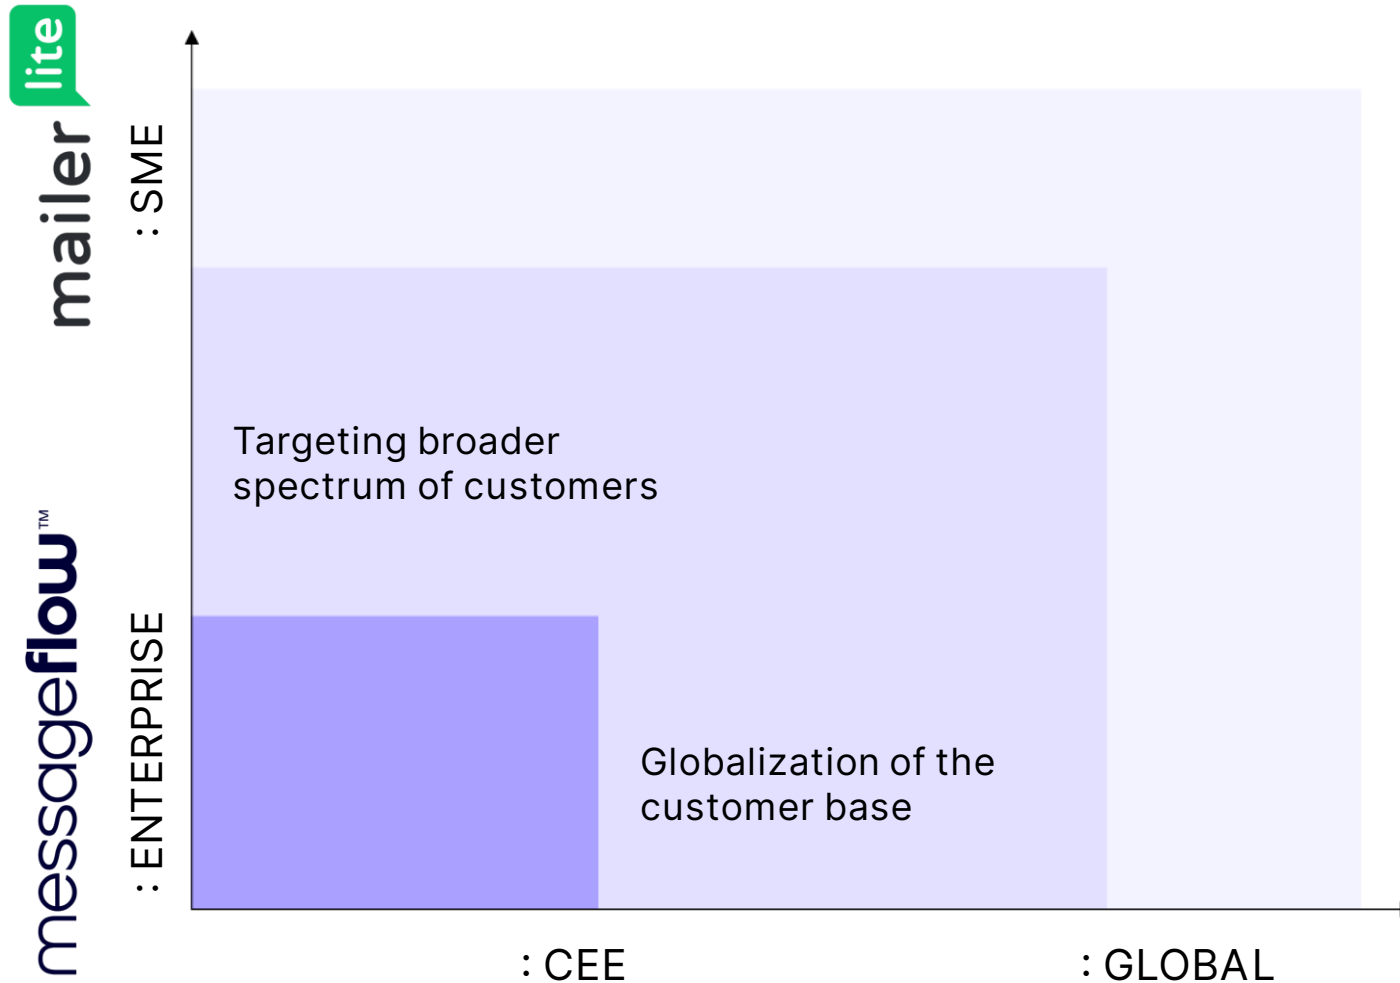 mailer lite
: SME
Targeting broader
spectrum of customers
messageflow™
: ENTERPRISE
Globalization of the
customer base
: CEE
: GLOBAL